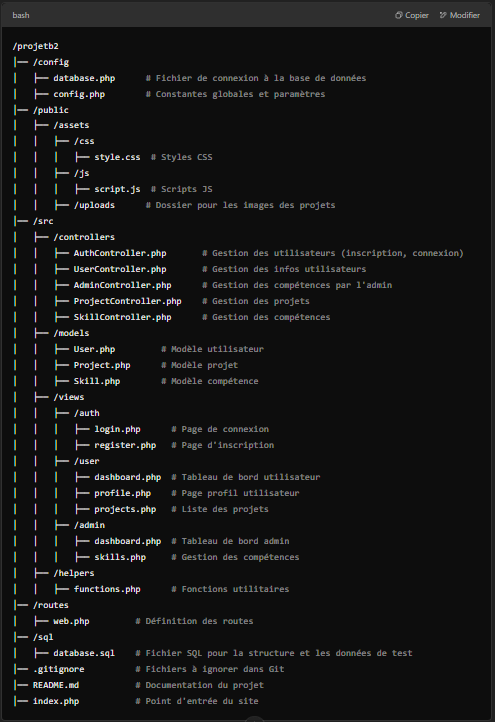 bash Copier Modifier
/projetb2
├── /config
│   ├── database.php      # Fichier de connexion à la base de données
│   ├── config.php        # Constantes globales et paramètres
├── /public
│   ├── /assets
│   │   ├── /css
│   │   │   ├── style.css  # Styles CSS
│   │   ├── /js
│   │   │   ├── script.js  # Scripts JS
│   │   ├── /uploads      # Dossier pour les images des projets
├── /src
│   ├── /controllers
│   │   ├── AuthController.php       # Gestion des utilisateurs (inscription, connexion)
│   │   ├── UserController.php       # Gestion des infos utilisateurs
│   │   ├── AdminController.php      # Gestion des compétences par l'admin
│   │   ├── ProjectController.php    # Gestion des projets
│   │   ├── SkillController.php      # Gestion des compétences
│   ├── /models
│   │   ├── User.php         # Modèle utilisateur
│   │   ├── Project.php      # Modèle projet
│   │   ├── Skill.php        # Modèle compétence
│   ├── /views
│   │   ├── /auth
│   │   │   ├── login.php      # Page de connexion
│   │   │   ├── register.php   # Page d'inscription
│   │   ├── /user
│   │   │   ├── dashboard.php  # Tableau de bord utilisateur
│   │   │   ├── profile.php    # Page profil utilisateur
│   │   │   ├── projects.php   # Liste des projets
│   │   ├── /admin
│   │   │   ├── dashboard.php  # Tableau de bord admin
│   │   │   ├── skills.php     # Gestion des compétences
│   ├── /helpers
│   │   ├── functions.php      # Fonctions utilitaires
├── /routes
│   ├── web.php         # Définition des routes
├── /sql
│   ├── database.sql    # Fichier SQL pour la structure et les données de test
├── .gitignore          # Fichiers à ignorer dans Git
├── README.md           # Documentation du projet
├── index.php           # Point d'entrée du site